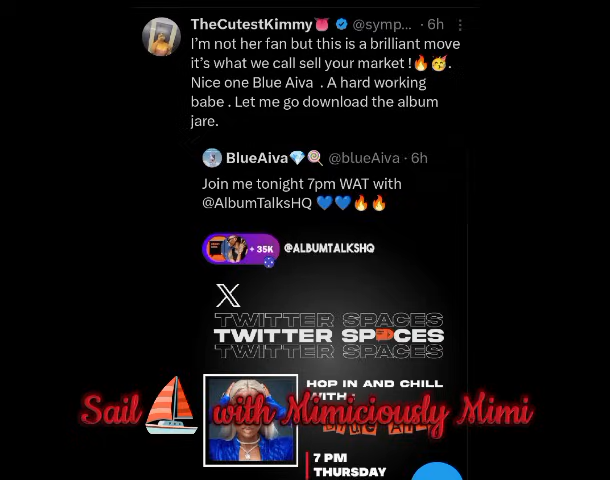 TheCutestKimmy @symp... · 6h
I'm not her fan but this is a brilliant move
it's what we call sell your market !🔥🥳.
Nice one Blue Aiva . A hard working
babe . Let me go download the album
jare.
BlueAiva💎🍭 @blueAiva · 6h
Join me tonight 7pm WAT with
@AlbumTalksHQ 💙💙🔥🔥
+ 35K @ALBUMTALKSHQ
X
TWITTER SPACES
TWITTER SPACES
TWITTER SPACES
HOP IN AND CHILL
WITH
Sail with Mimiciously Mimi
7 PM
THURSDAY